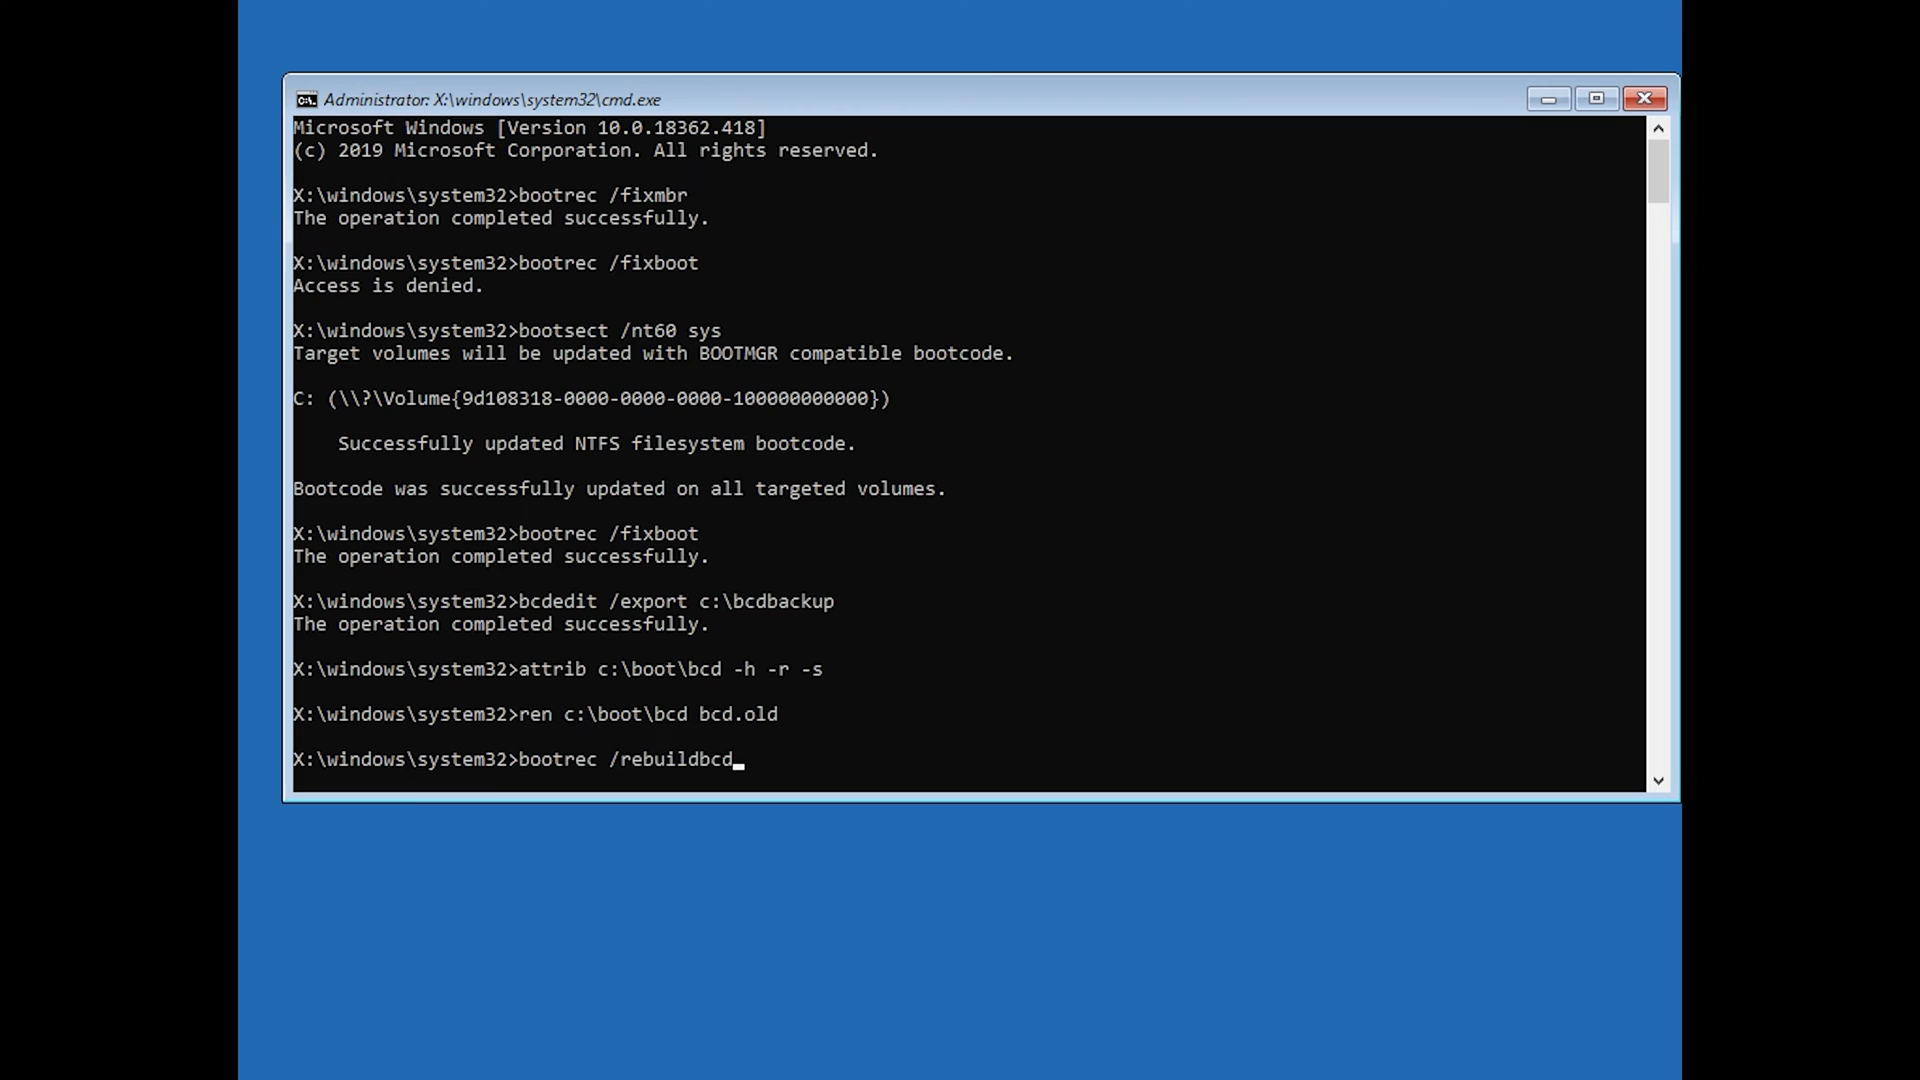 Administrator: X:\windows\system32\cmd.exe
Microsoft Windows [Version 10.0.18362.418]
(c) 2019 Microsoft Corporation. All rights reserved.
X:\windows\system32>bootrec /fixmbr
The operation completed successfully.
X:\windows\system32>bootrec /fixboot
Access is denied.
X:\windows\system32>bootsect /nt60 sys
Target volumes will be updated with BOOTMGR compatible bootcode.
C: (\\?\Volume{9d108318-0000-0000-0000-100000000000})
Successfully updated NTFS filesystem bootcode.
Bootcode was successfully updated on all targeted volumes.
X:\windows\system32>bootrec /fixboot
The operation completed successfully.
X:\windows\system32>bcdedit /export c:\bcdbackup
The operation completed successfully.
X:\windows\system32>attrib c:\boot\bcd -h -r -s
X:\windows\system32>ren c:\boot\bcd bcd.old
X:\windows\system32>bootrec /rebuildbcd